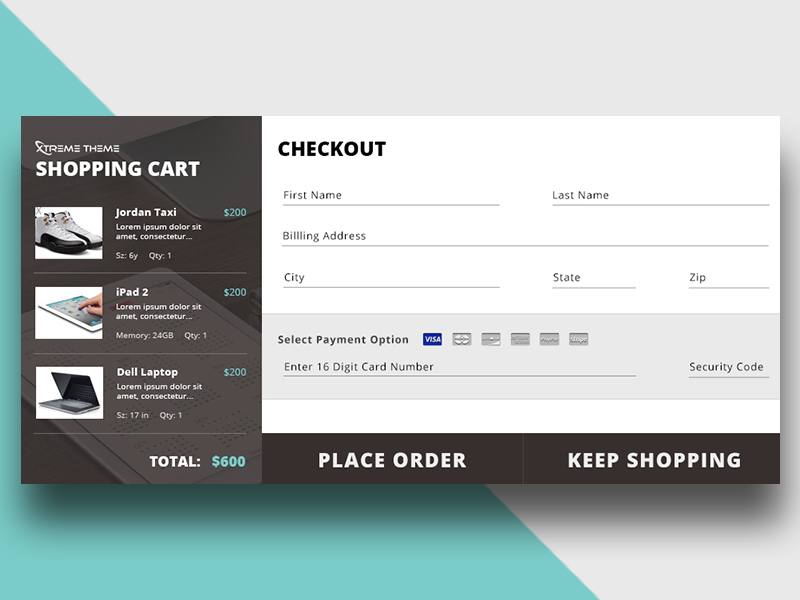 XTREME THEME
SHOPPING CART
Jordan Taxi $200
Lorem ipsum dolor sit
amet, consectetur...
Sz: 6y Qty: 1
iPad 2 $200
Lorem ipsum dolor sit
amet, consectetur...
Memory: 24GB Qty: 1
Dell Laptop $200
Lorem ipsum dolor sit
amet, consectetur...
Sz: 17 in Qty: 1
TOTAL: $600
CHECKOUT
First Name Last Name
Billling Address
City State Zip
Select Payment Option VISA
Enter 16 Digit Card Number Security Code
PLACE ORDER KEEP SHOPPING